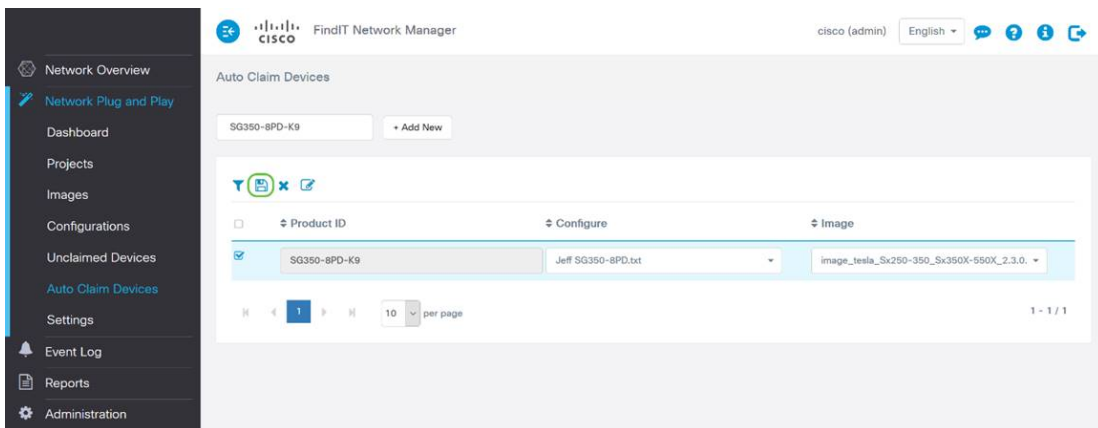 CISCO FindIT Network Manager
cisco (admin) English
Network Overview
Network Plug and Play
Dashboard
Projects
Images
Configurations
Unclaimed Devices
Auto Claim Devices
Settings
Event Log
Reports
Administration
Auto Claim Devices
SG350-8PD-K9 + Add New
Product ID Configure Image
SG350-8PD-K9 Jeff SG350-8PD.txt image_tesla_Sx250-350_Sx350X-550X_2.3.0.
1 10 per page 1 - 1 / 1